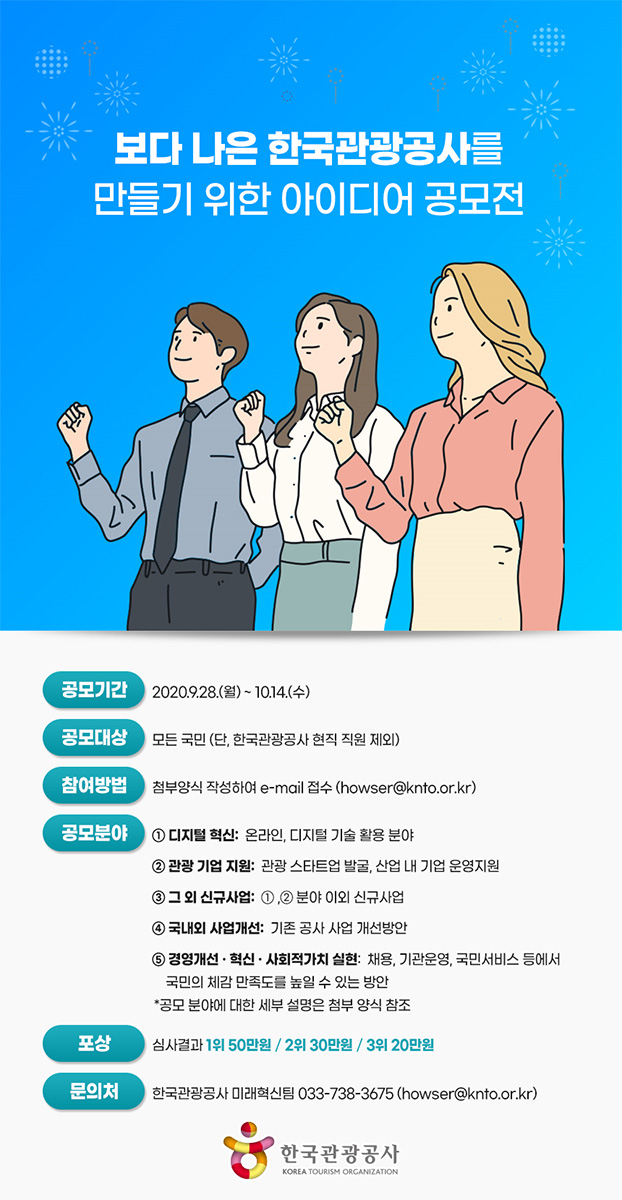 보다 나은 한국관광공사를
만들기 위한 아이디어 공모전
공모기간 2020.9.28.(월) ~ 10.14.(수)
공모대상 모든 국민 (단, 한국관광공사 현직 직원 제외)
참여방법 첨부양식 작성하여 e-mail 접수 (howser@knto.or.kr)
공모분야 ① 디지털 혁신: 온라인, 디지털 기술 활용 분야
② 관광 기업 지원: 관광 스타트업 발굴, 산업 내 기업 운영지원
③ 그 외 신규사업: ① ,② 분야 이외 신규사업
④ 국내외 사업개선: 기존 공사 사업 개선방안
⑤ 경영개선 · 혁신 · 사회적가치 실현: 채용, 기관운영, 국민서비스 등에서
국민의 체감 만족도를 높일 수 있는 방안
*공모 분야에 대한 세부 설명은 첨부 양식 참조
포상 심사결과 1위 50만원 / 2위 30만원 / 3위 20만원
문의처 한국관광공사 미래혁신팀 033-738-3675 (howser@knto.or.kr)
한국관광공사
KOREA TOURISM ORGANIZATION